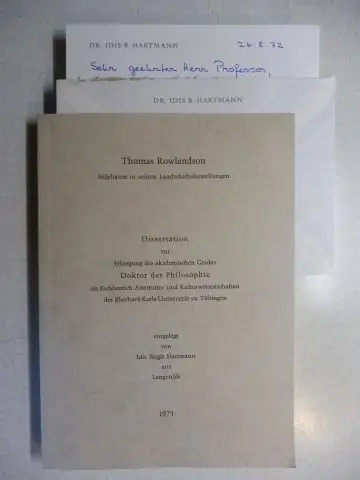 DR. IDIS B. HARTMANN 24.8.72
Sehr geehrter Herr Professor,
DR. IDIS B. HARTMANN
Thomas Rowlandson
Stilphasen in seinen Landschaftsdarstellungen
Dissertation
zur
Erlangung des akademischen Grades
Doktor der Philosophie
im Fachbereich Altertums- und Kulturwissenschaften
der Eberhard-Karls-Universität zu Tübingen
vorgelegt
von
Idis Birgit Hartmann
aus
1971